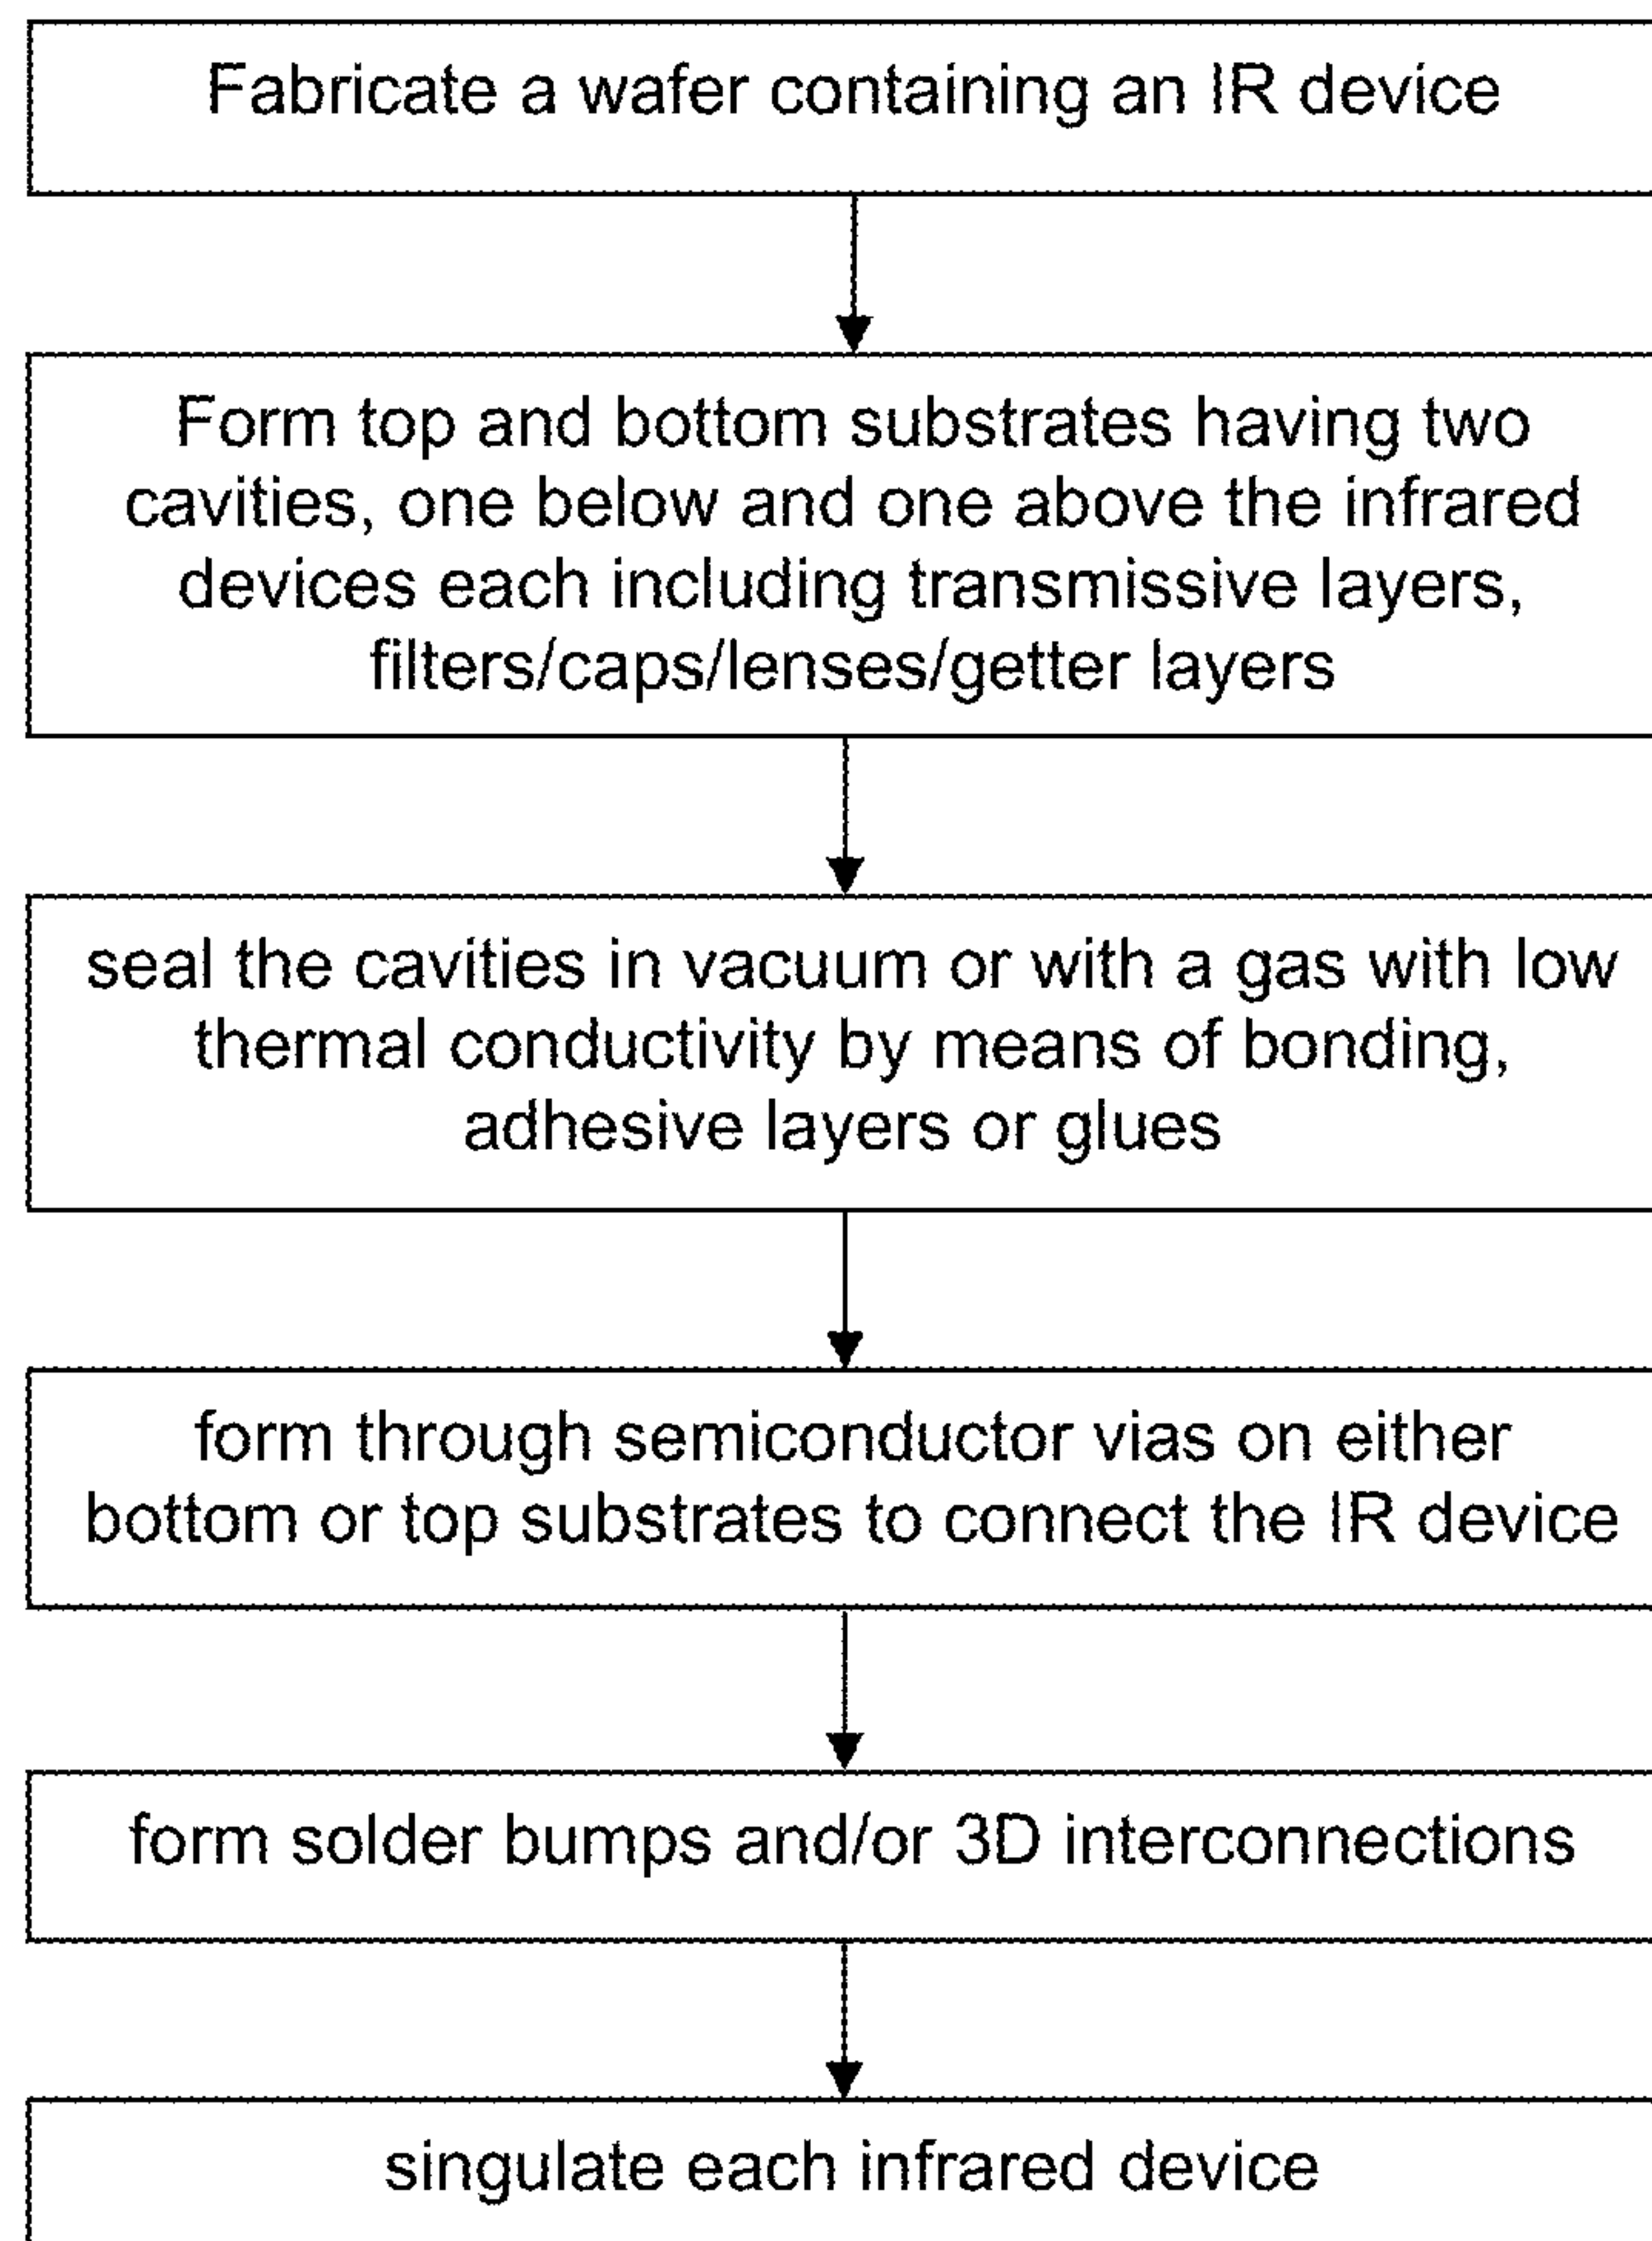 Fabricate a wafer containing an IR device
Form top and bottom substrates having two
cavities, one below and one above the infrared
devices each including transmissive layers,
filters/caps/lenses/getter layers
seal the cavities in vacuum or with a gas with low
thermal conductivity by means of bonding,
adhesive layers or glues
form through semiconductor vias on either
bottom or top substrates to connect the IR device
form solder bumps and/or 3D interconnections
singulate each infrared device